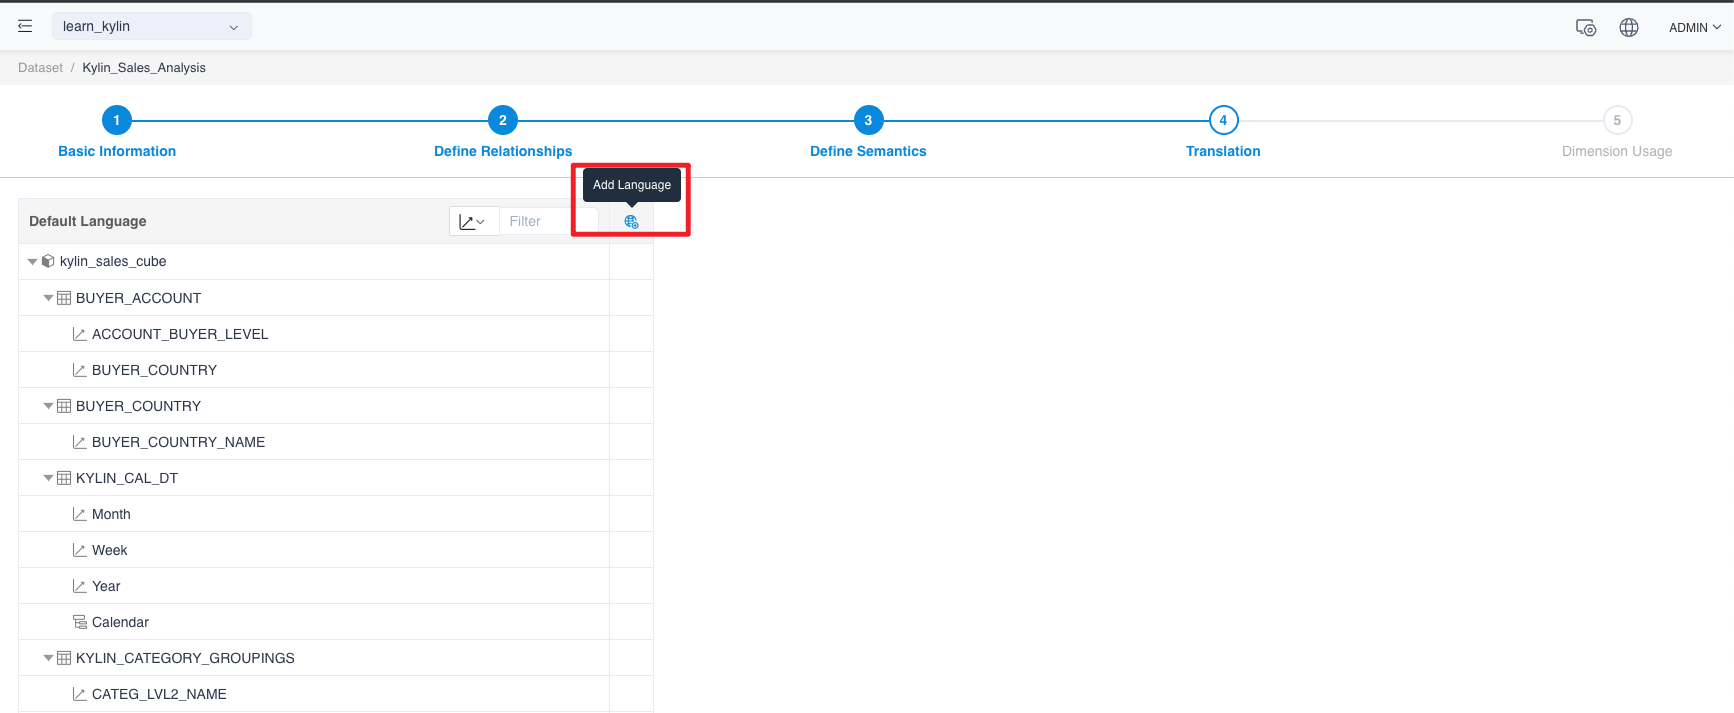 learn_kylin
ADMIN
Dataset / Kylin_Sales_Analysis
1 2 3 4 5
Basic Information Define Relationships Define Semantics Translation Dimension Usage
Add Language
Default Language Filter
kylin_sales_cube
BUYER_ACCOUNT
ACCOUNT_BUYER_LEVEL
BUYER_COUNTRY
BUYER_COUNTRY
BUYER_COUNTRY_NAME
KYLIN_CAL_DT
Month
Week
Year
Calendar
KYLIN_CATEGORY_GROUPINGS
CATEG_LVL2_NAME